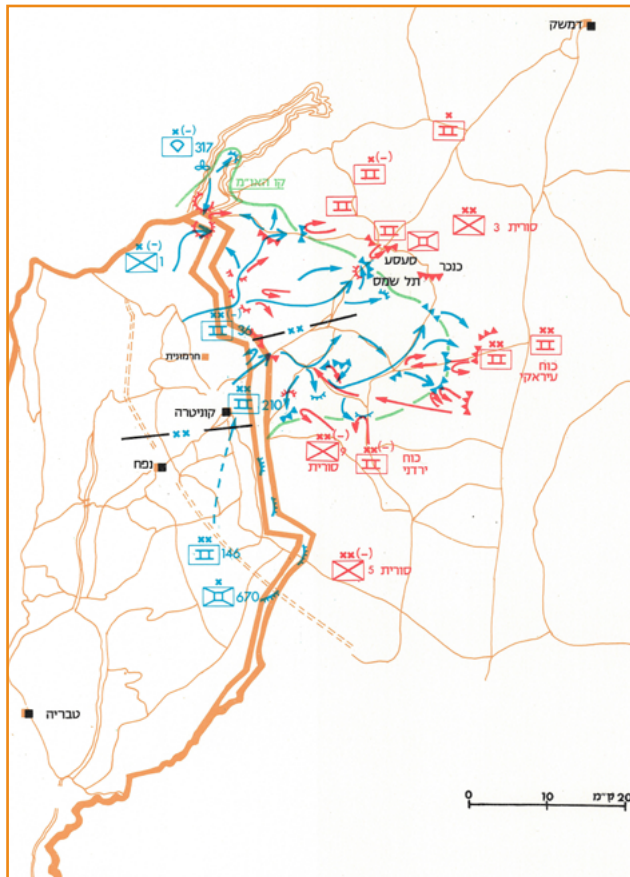 דמשק
317
קו האו״מ
סורית 3
1
סעסע
כנכר
תל שמס
36
חרמונית
כוח
עיראקי
210
קוניטרה
נפח
סורית
כוח
ירדני
146
סורית 5
670
טבריה
0 10 20 ק״מ